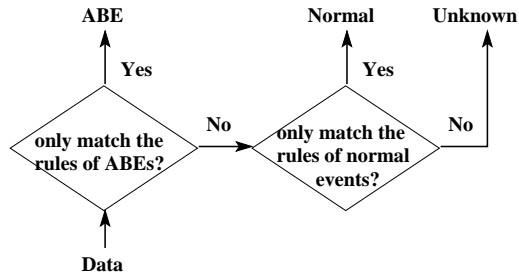 ABE
Normal
Unknown
Yes
Yes
No
No
only match the
rules of ABEs?
only match the
rules of normal
events?
Data